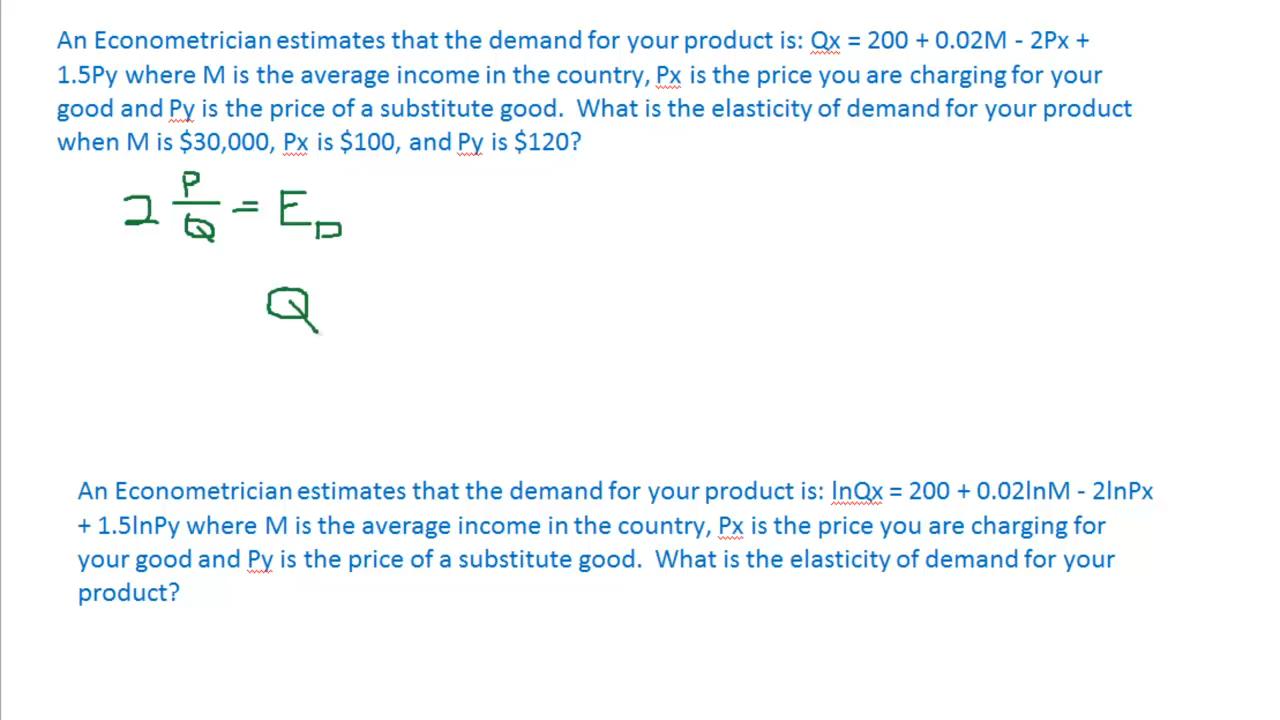 An Econometrician estimates that the demand for your product is: Qx = 200 + 0.02M - 2Px +
1.5Py where M is the average income in the country, Px is the price you are charging for your
good and Py is the price of a substitute good. What is the elasticity of demand for your product
when M is $30,000, Px is $100, and Py is $120?
2 P/Q = E_D
Q
An Econometrician estimates that the demand for your product is: lnQx = 200 + 0.02lnM - 2lnPx
+ 1.5lnPy where M is the average income in the country, Px is the price you are charging for
your good and Py is the price of a substitute good. What is the elasticity of demand for your
product?